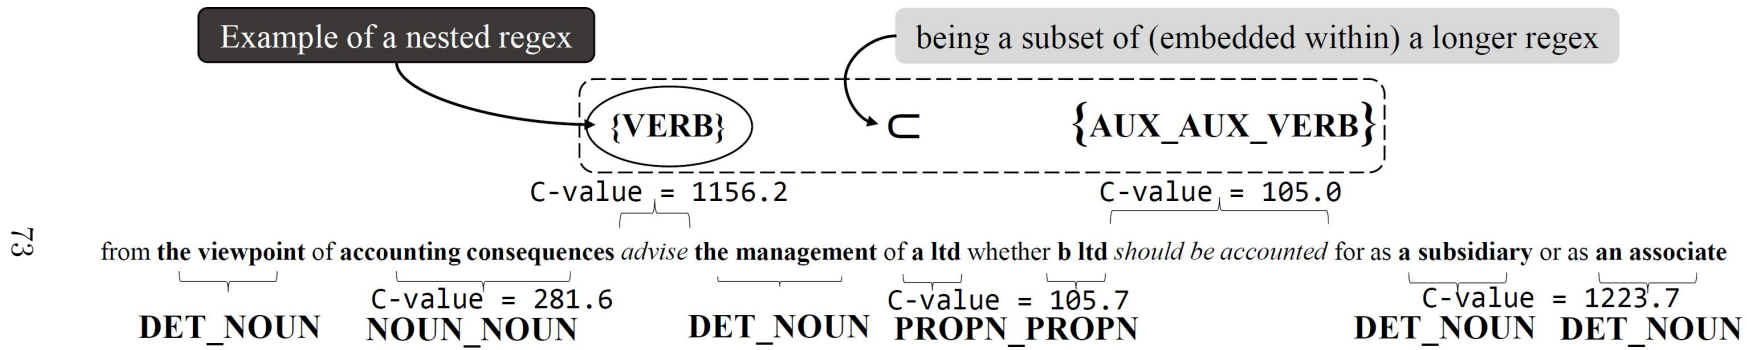 Example of a nested regex
being a subset of (embedded within) a longer regex
{VERB} ⊂ {AUX_AUX_VERB}
C-value = 1156.2 C-value = 105.0
73
from the viewpoint of accounting consequences advise the management of a ltd whether b ltd should be accounted for as a subsidiary or as an associate
C-value = 281.6 C-value = 105.7 C-value = 1223.7
DET_NOUN NOUN_NOUN DET_NOUN PROPN_PROPN DET_NOUN DET_NOUN